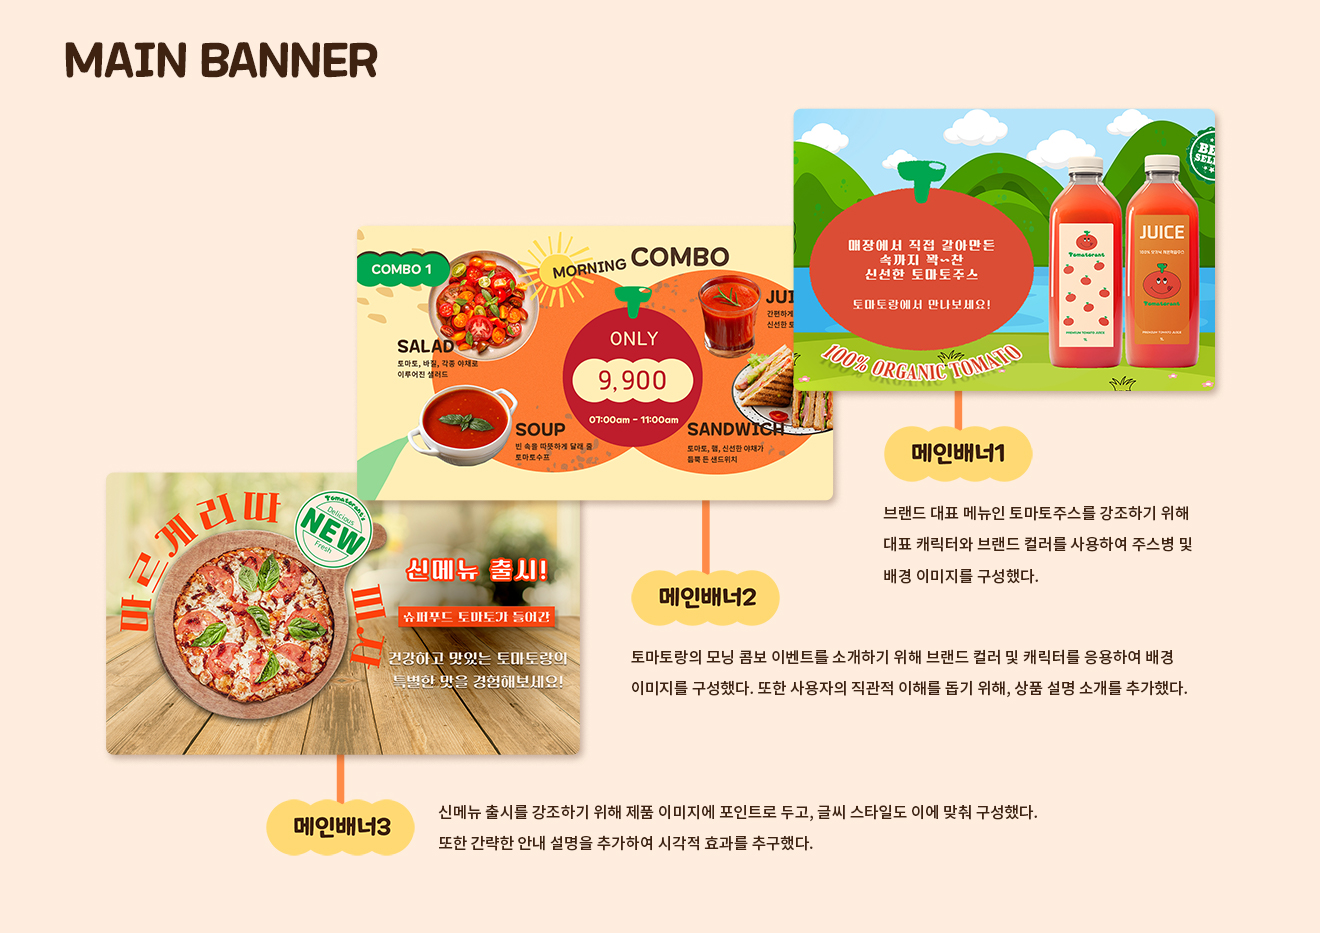 MAIN BANNER
매장에서 직접 갈아만든
속까지 꽉~찬
신선한 토마토주스
토마토랑에서 만나보세요!
100% ORGANIC TOMATO
Tomatorant
PREMIUM TOMATO JUICE
1L
JUICE
Tomatorant
PREMIUM TOMATO JUICE
1L
메인배너1
브랜드 대표 메뉴인 토마토주스를 강조하기 위해
대표 캐릭터와 브랜드 컬러를 사용하여 주스병 및
배경 이미지를 구성했다.
COMBO 1
MORNING COMBO
SALAD
토마토, 바질, 각종 야채로
이루어진 샐러드
ONLY
9,900
07:00am - 11:00am
JUI
간편하게
신선한 토
SOUP
빈 속을 따뜻하게 달래 줄
토마토수프
SANDWICH
토마토, 햄, 신선한 야채가
듬뿍 든 샌드위치
메인배너2
토마토랑의 모닝 콤보 이벤트를 소개하기 위해 브랜드 컬러 및 캐릭터를 응용하여 배경
이미지를 구성했다. 또한 사용자의 직관적 이해를 돕기 위해, 상품 설명 소개를 추가했다.
마르게리따 피자
Tomatorant's
Delicious
NEW
Fresh
신메뉴 출시!
슈퍼푸드 토마토가 들어간
건강하고 맛있는 토마토랑의
특별한 맛을 경험해보세요!
메인배너3
신메뉴 출시를 강조하기 위해 제품 이미지에 포인트로 두고, 글씨 스타일도 이에 맞춰 구성했다.
또한 간략한 안내 설명을 추가하여 시각적 효과를 추구했다.